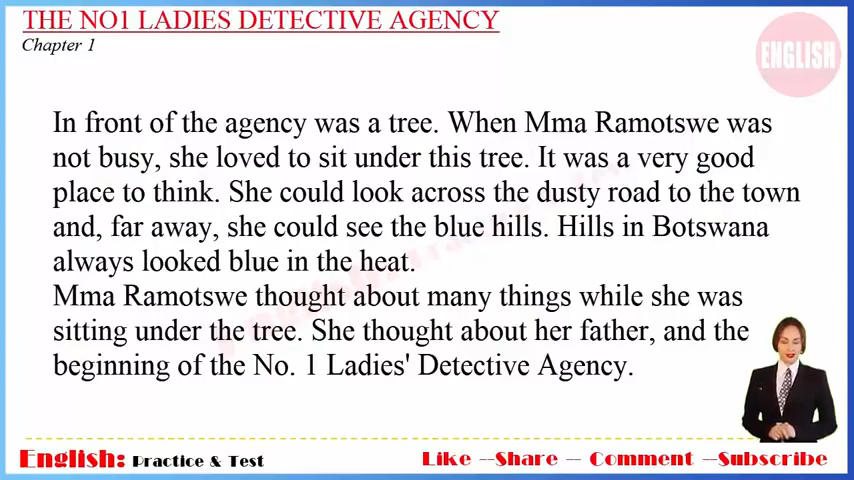 THE NO1 LADIES DETECTIVE AGENCY
Chapter 1
ENGLISH
In front of the agency was a tree. When Mma Ramotswe was
not busy, she loved to sit under this tree. It was a very good
place to think. She could look across the dusty road to the town
and, far away, she could see the blue hills. Hills in Botswana
always looked blue in the heat.
Mma Ramotswe thought about many things while she was
sitting under the tree. She thought about her father, and the
beginning of the No. 1 Ladies' Detective Agency.
English: Practice & Test
Like --Share -- Comment --Subscribe